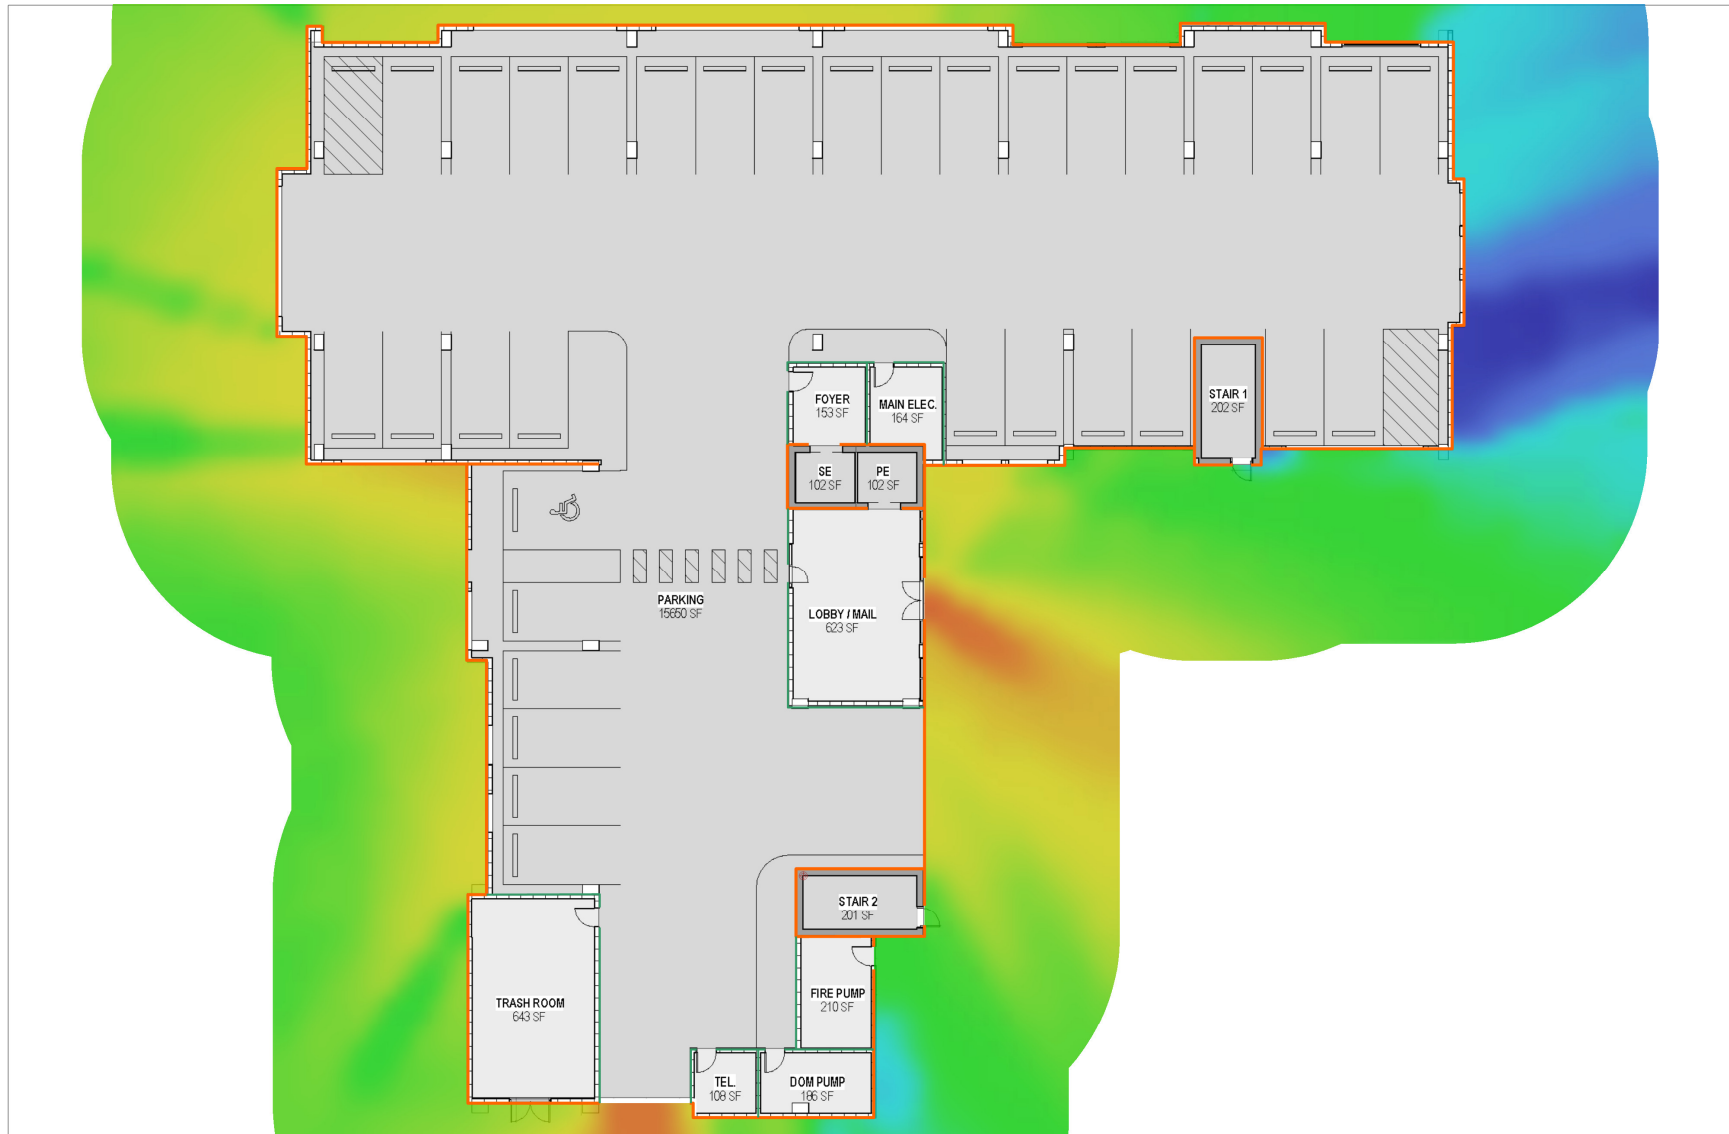 STAIR 1
202 SF
FOYER
153 SF
MAIN ELEC.
164 SF
SE
102 SF
PE
102 SF
PARKING
15650 SF
LOBBY / MAIL
623 SF
STAIR 2
201 SF
TRASH ROOM
643 SF
FIRE PUMP
210 SF
TEL.
108 SF
DOM PUMP
186 SF